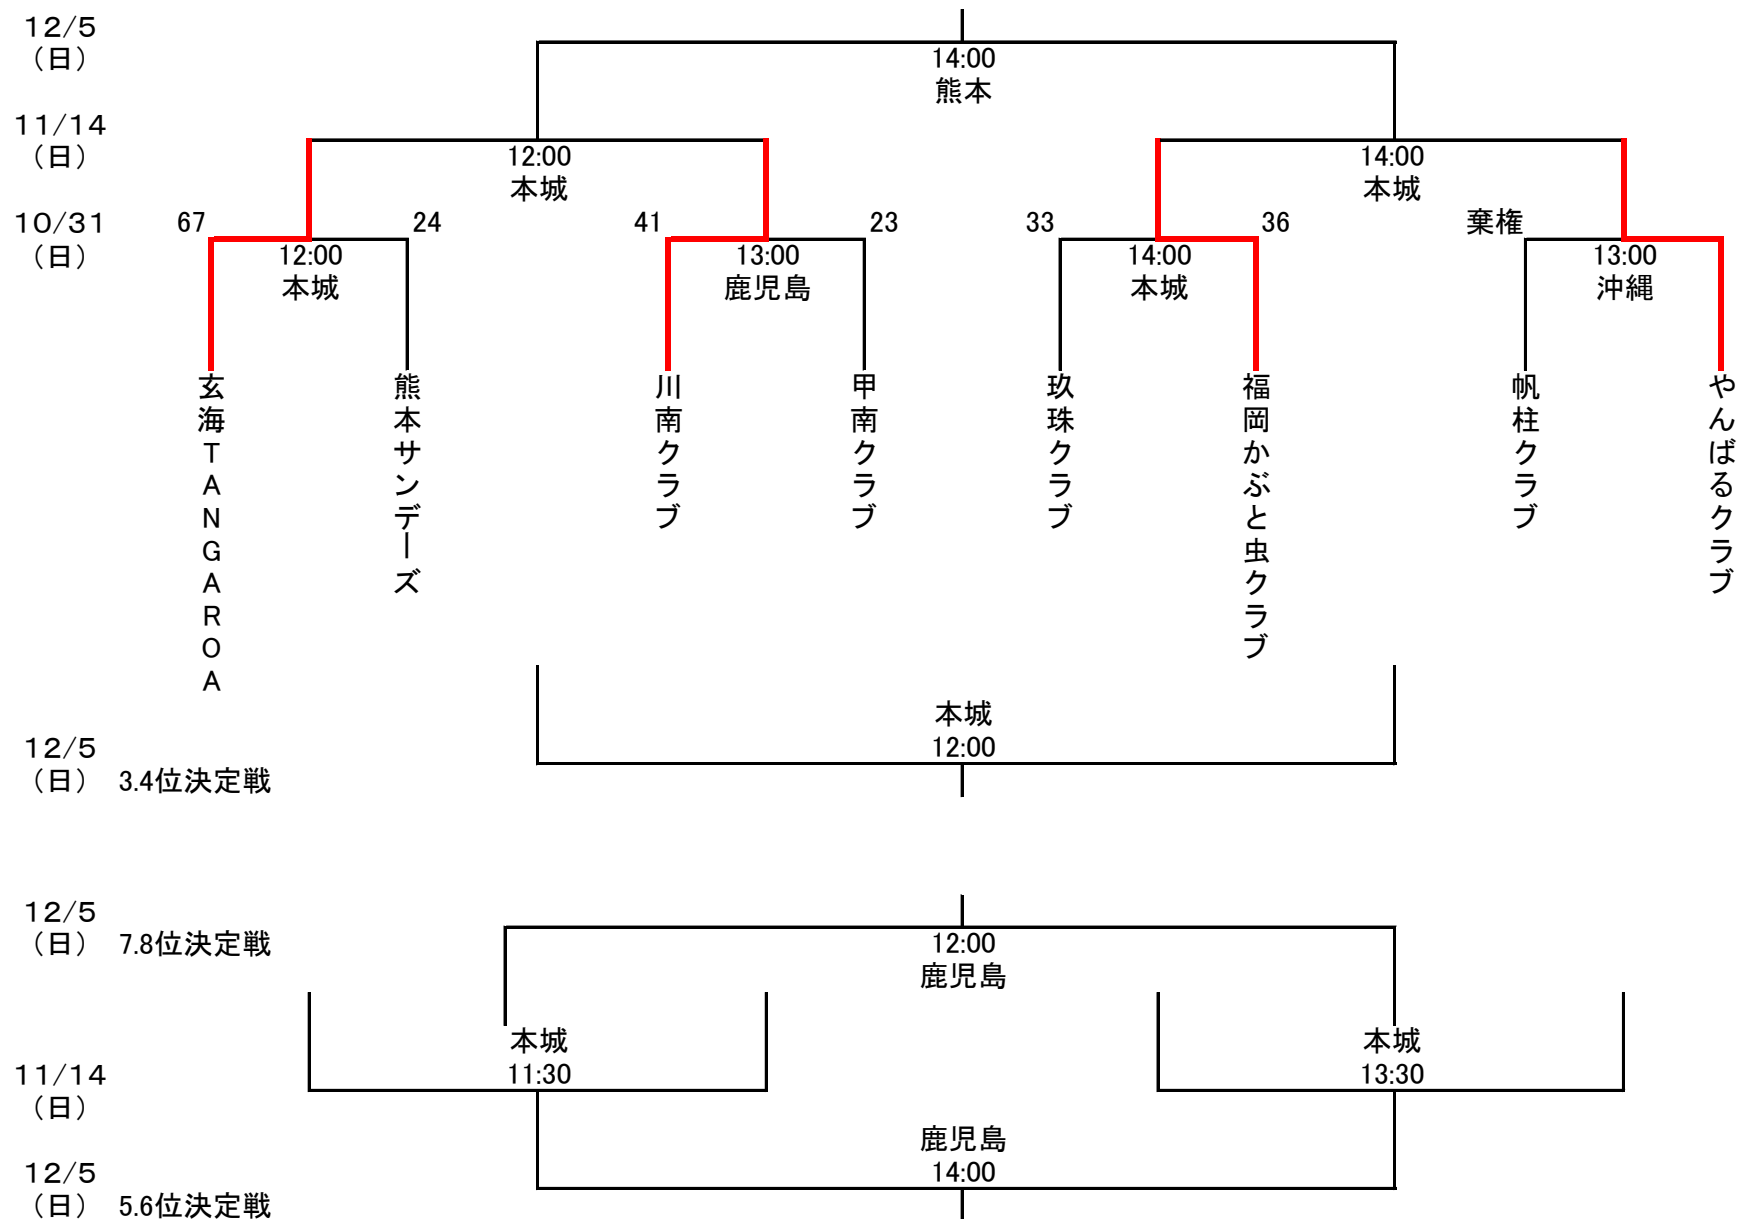 12/5
（日）
14:00
熊本
11/14
（日）
12:00
本城
14:00
本城
10/31
（日）
67
24
41
23
33
36
棄権
12:00
本城
13:00
鹿児島
14:00
本城
13:00
沖縄
玄海TANGAROA
熊本サンデーズ
川南クラブ
甲南クラブ
玖珠クラブ
福岡かぶと虫クラブ
帆柱クラブ
やんばるクラブ
本城
12:00
12/5
（日）
3.4位決定戦
12/5
（日）
7.8位決定戦
12:00
鹿児島
本城
11:30
本城
13:30
11/14
（日）
鹿児島
14:00
12/5
（日）
5.6位決定戦